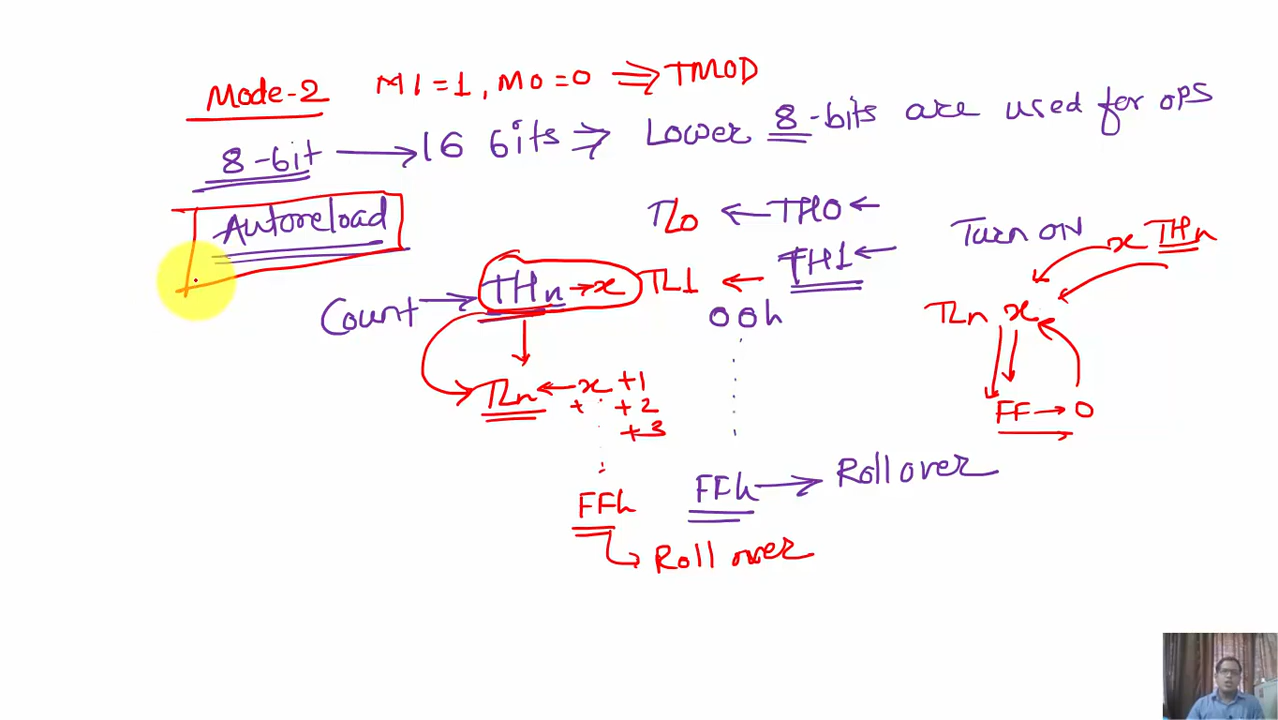 Mode-2 M1=1, M0=0 ⇒ TMOD
8-bit → 16 bits ⇒ Lower 8-bits are used for OPS
Autoreload
TL0 ← TH0 ←
Turn ON
x THn
Count → THn → x TL1 ← TH1 ←
00h
TLn x
TLn ← x +1
+ +2
+3
FF → 0
FFh
FFh → Roll over
Roll over